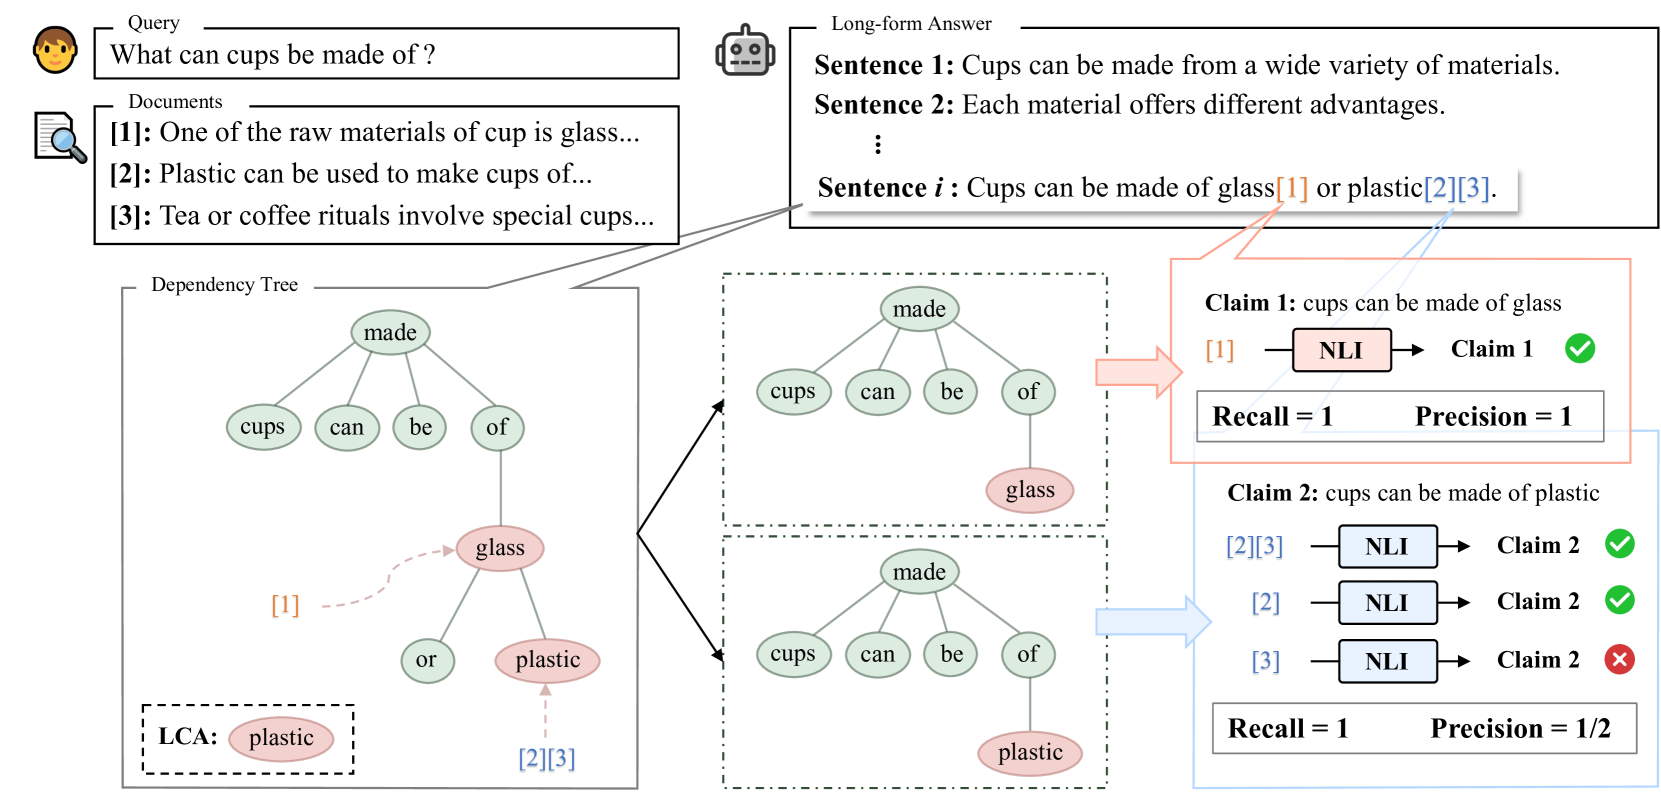 Query
What can cups be made of ?
Documents
[1]: One of the raw materials of cup is glass...
[2]: Plastic can be used to make cups of...
[3]: Tea or coffee rituals involve special cups...
Long-form Answer
Sentence 1: Cups can be made from a wide variety of materials.
Sentence 2: Each material offers different advantages.
⋮
Sentence i : Cups can be made of glass[1] or plastic[2][3].
Dependency Tree
made
cups can be of
glass
[1]
or plastic
[2][3]
LCA: plastic
made
cups can be of
glass
made
cups can be of
plastic
Claim 1: cups can be made of glass
[1] NLI Claim 1
Recall = 1 Precision = 1
Claim 2: cups can be made of plastic
[2][3] NLI Claim 2
[2] NLI Claim 2
[3] NLI Claim 2
Recall = 1 Precision = 1/2